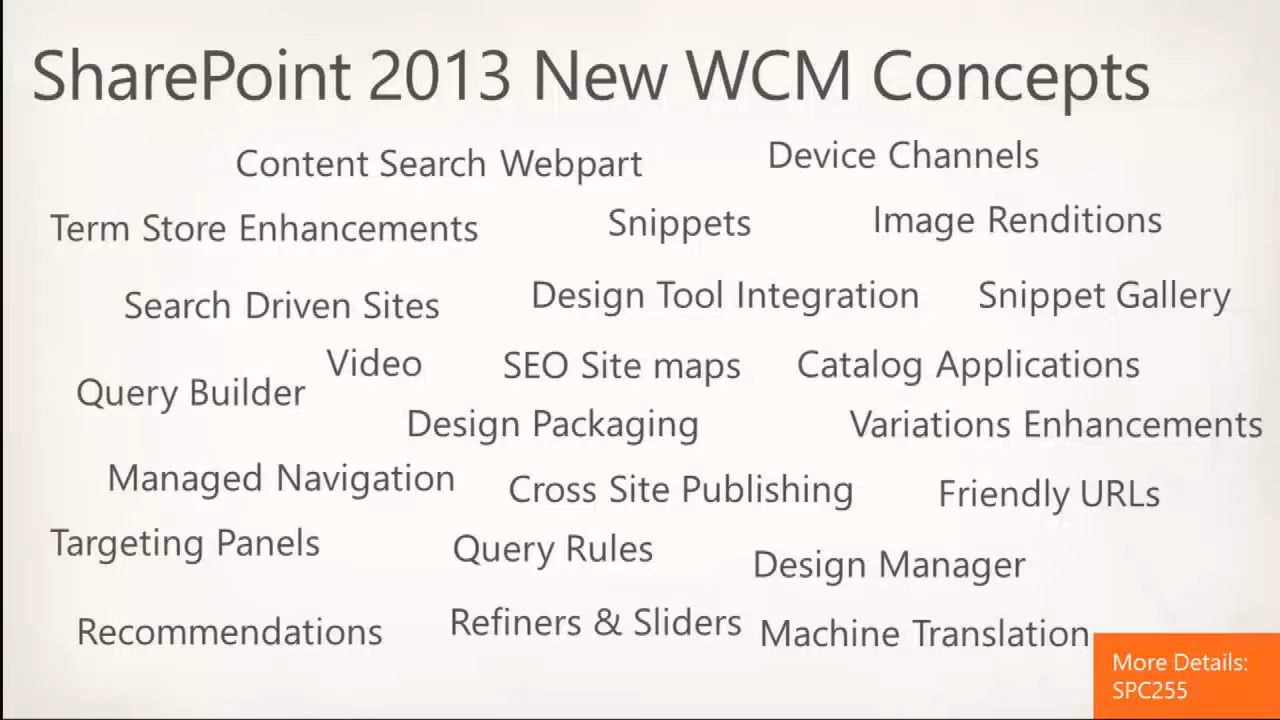 SharePoint 2013 New WCM Concepts
Content Search Webpart
Device Channels
Term Store Enhancements
Snippets
Image Renditions
Search Driven Sites
Design Tool Integration
Snippet Gallery
Video
SEO Site maps
Catalog Applications
Query Builder
Design Packaging
Variations Enhancements
Managed Navigation
Cross Site Publishing
Friendly URLs
Targeting Panels
Query Rules
Design Manager
Recommendations
Refiners & Sliders
Machine Translation
More Details:
SPC255